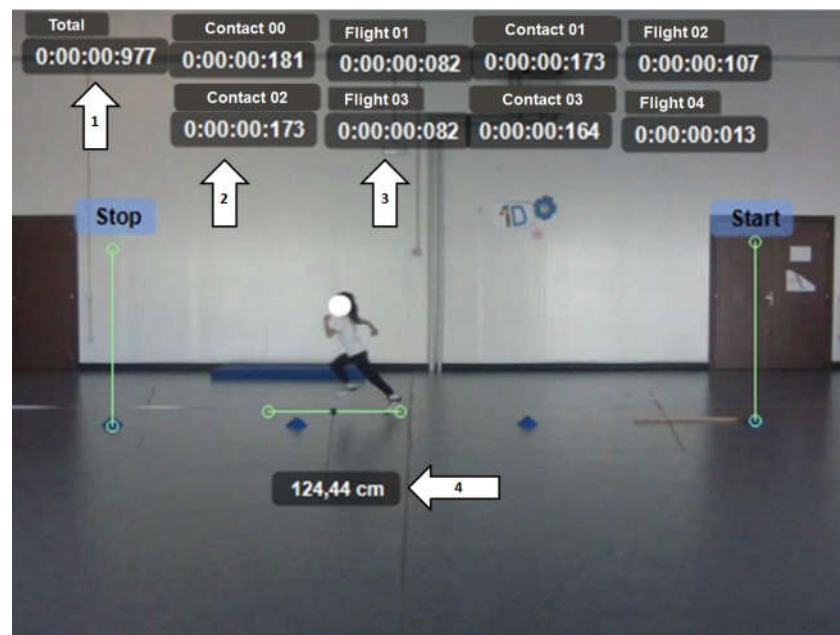 Total Contact 00 Flight 01 Contact 01 Flight 02
0:00:00:977 0:00:00:181 0:00:00:082 0:00:00:173 0:00:00:107
Contact 02 Flight 03 Contact 03 Flight 04
0:00:00:173 0:00:00:082 0:00:00:164 0:00:00:013
1
2
3
Stop
1D
Start
124,44 cm
4